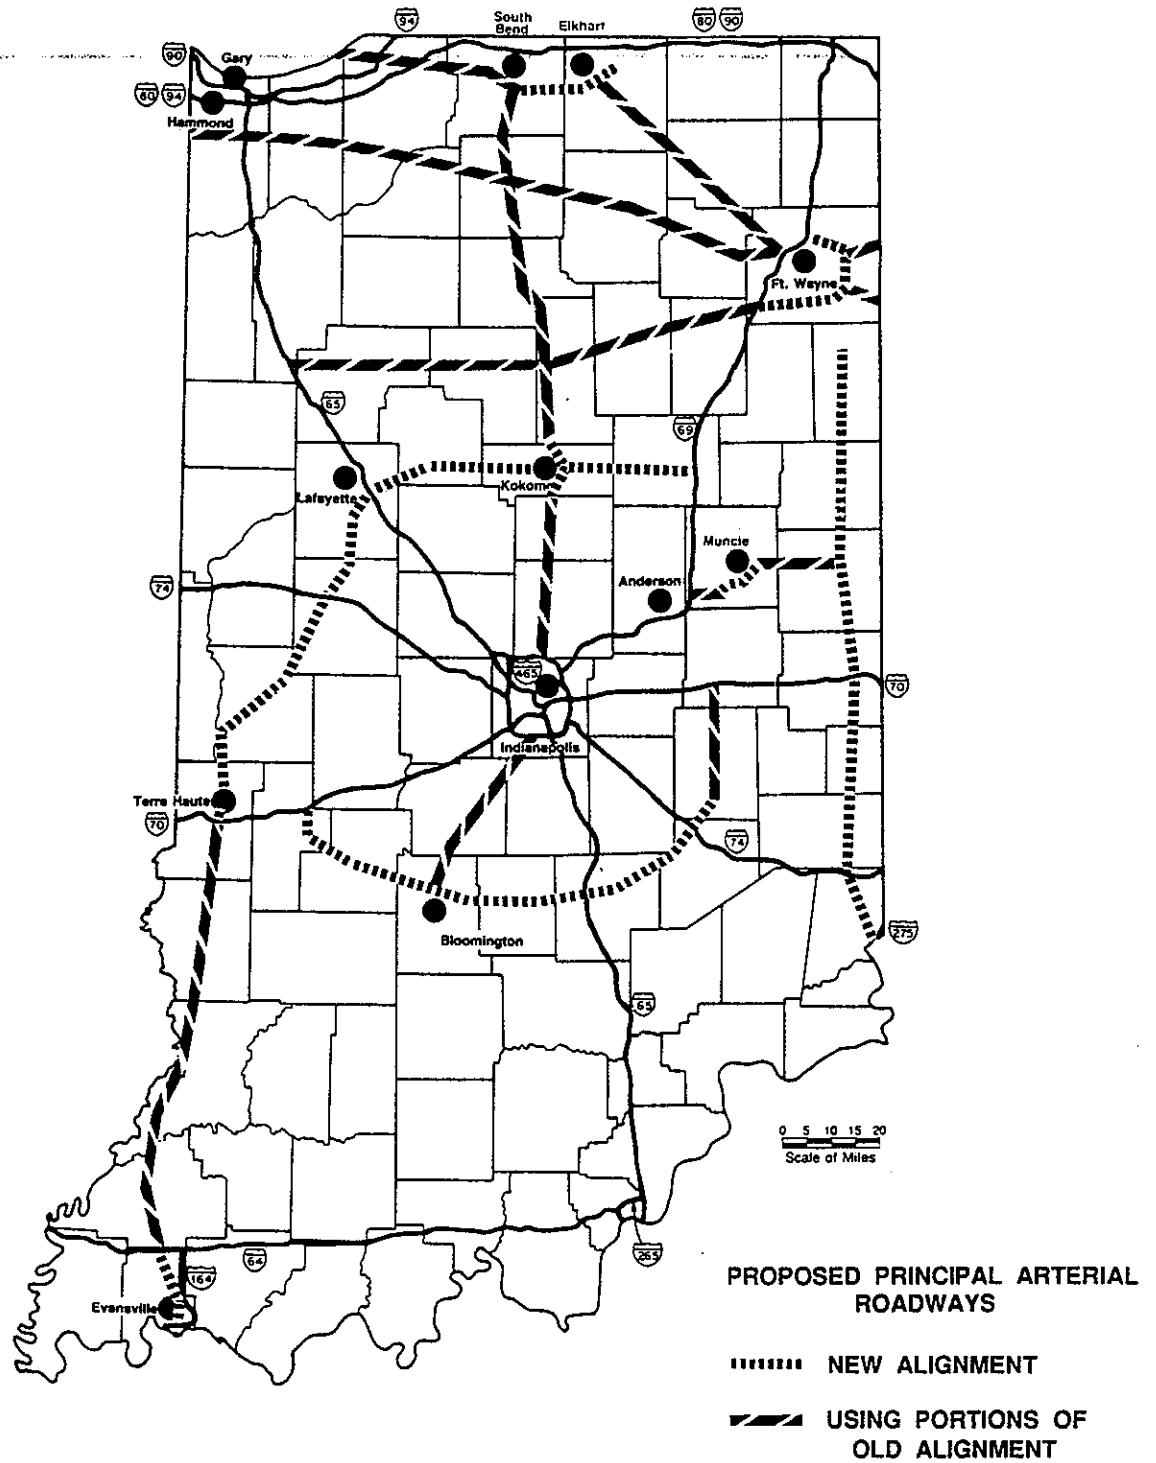 94
South
Bend
Elkhart
80 90
90
Gary
80 94
Hammond
Ft. Wayne
65
69
Lafayette
Kokomo
Muncie
74
Anderson
465
70
Indianapolis
Terre Haute
70
74
Bloomington
275
65
0 5 10 15 20
Scale of Miles
64
265
164
Evansville
PROPOSED PRINCIPAL ARTERIAL
ROADWAYS
NEW ALIGNMENT
USING PORTIONS OF
OLD ALIGNMENT